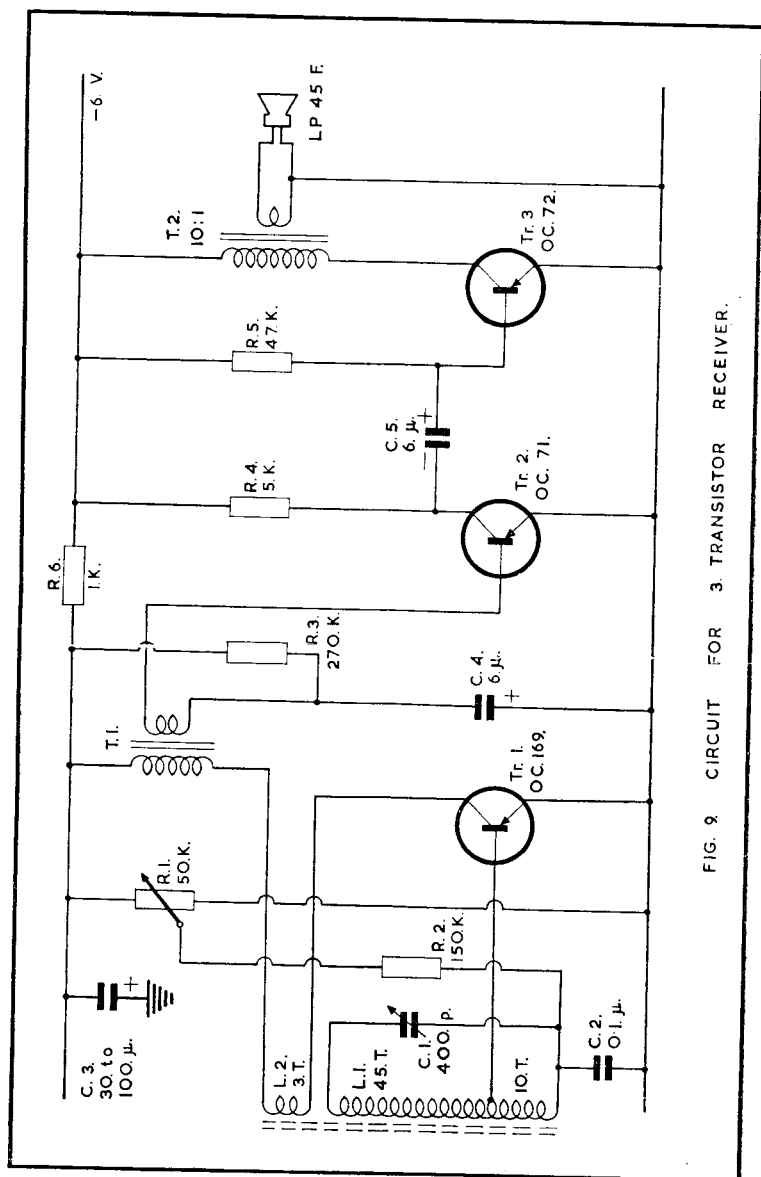 C. 3.
30. to
100. µ.
+
R. 1.
50. K.
T. 1.
R. 6.
1. K.
R. 3.
270. K.
R. 4.
5. K.
R. 5.
47. K.
T. 2.
10:1
–6. V.
L.P. 45 F.
L. 2.
3. T.
L. 1.
45. T.
10. T.
C. 1.
400. p.
R. 2.
150. K.
C. 2.
0·1. µ.
Tr. 1.
OC. 169.
C. 4.
6. µ.
+
Tr. 2.
OC. 71.
C. 5.
6. µ.
–
+
Tr. 3
OC. 72.
FIG. 9. CIRCUIT FOR 3. TRANSISTOR RECEIVER.